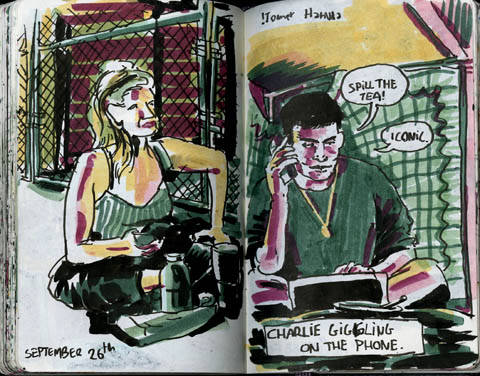 SEPTEMBER 26th
SPILL THE
TEA!
ICONIC.
CHARLIE GIGGLING
ON THE PHONE.